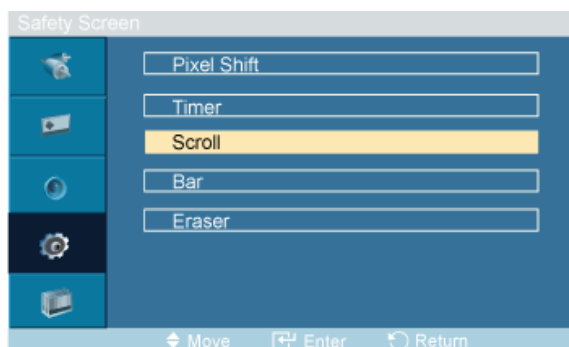 Safety Screen
Pixel Shift
Timer
Scroll
Bar
Eraser
Move Enter Return